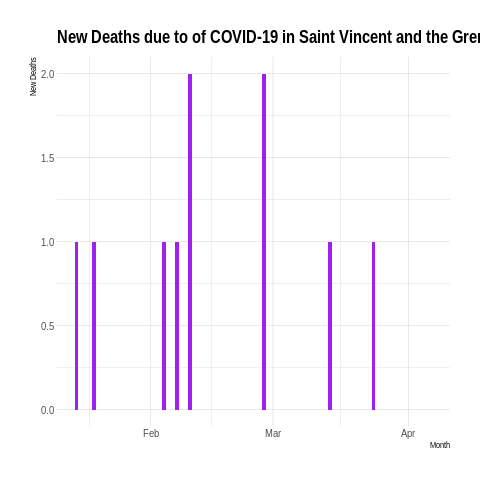 New Deaths due to of COVID-19 in Saint Vincent and the Gren
New Deaths
2.0
1.5
1.0
0.5
0.0
Feb Mar Apr
Month